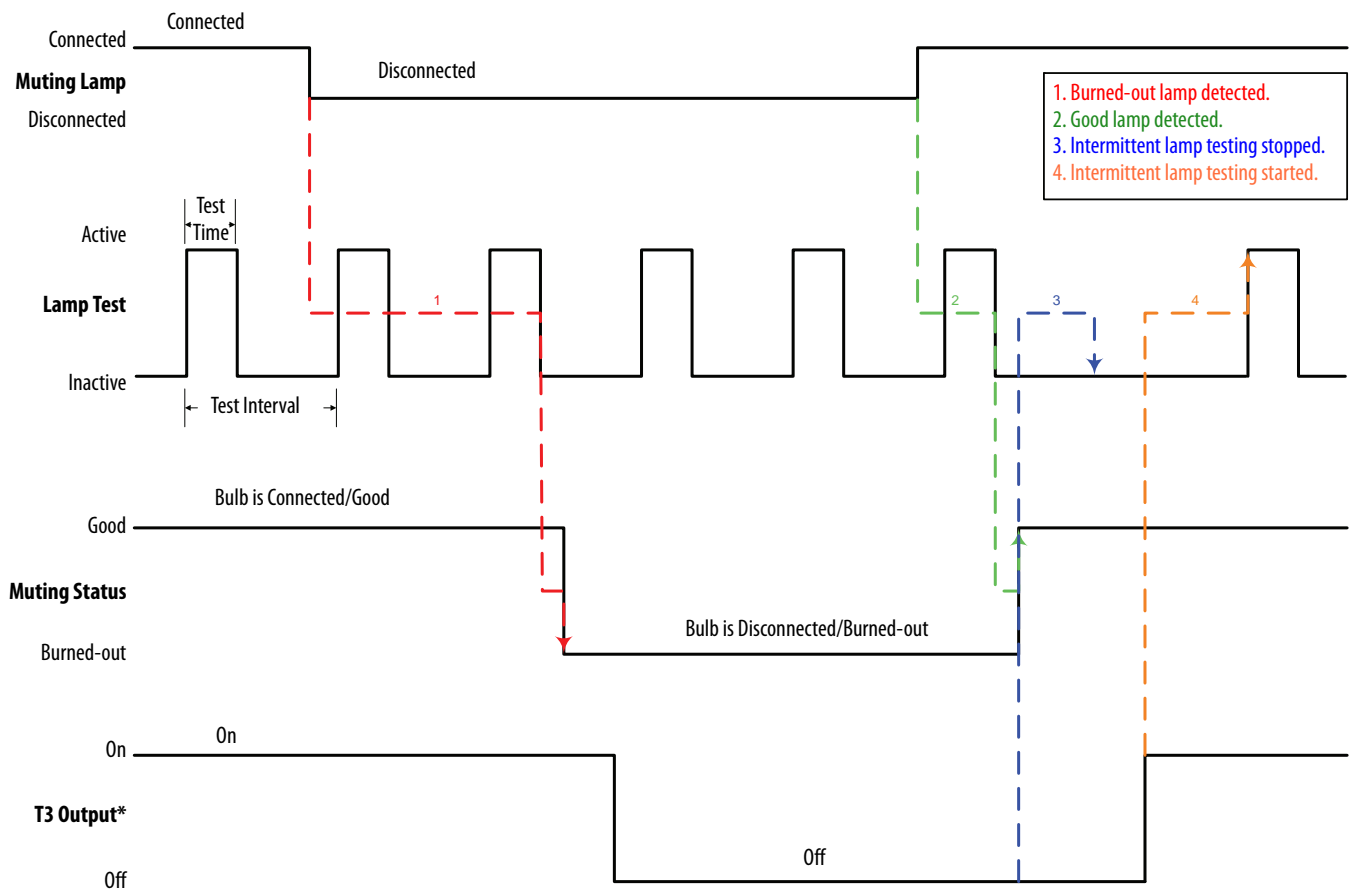 Connected
Connected
Muting Lamp
Disconnected
Disconnected
1. Burned-out lamp detected.
2. Good lamp detected.
3. Intermittent lamp testing stopped.
4. Intermittent lamp testing started.
Test
Time
Active
Lamp Test
1
2
3
4
Inactive
Test Interval
Bulb is Connected/Good
Good
Muting Status
Bulb is Disconnected/Burned-out
Burned-out
On
On
T3 Output*
Off
Off